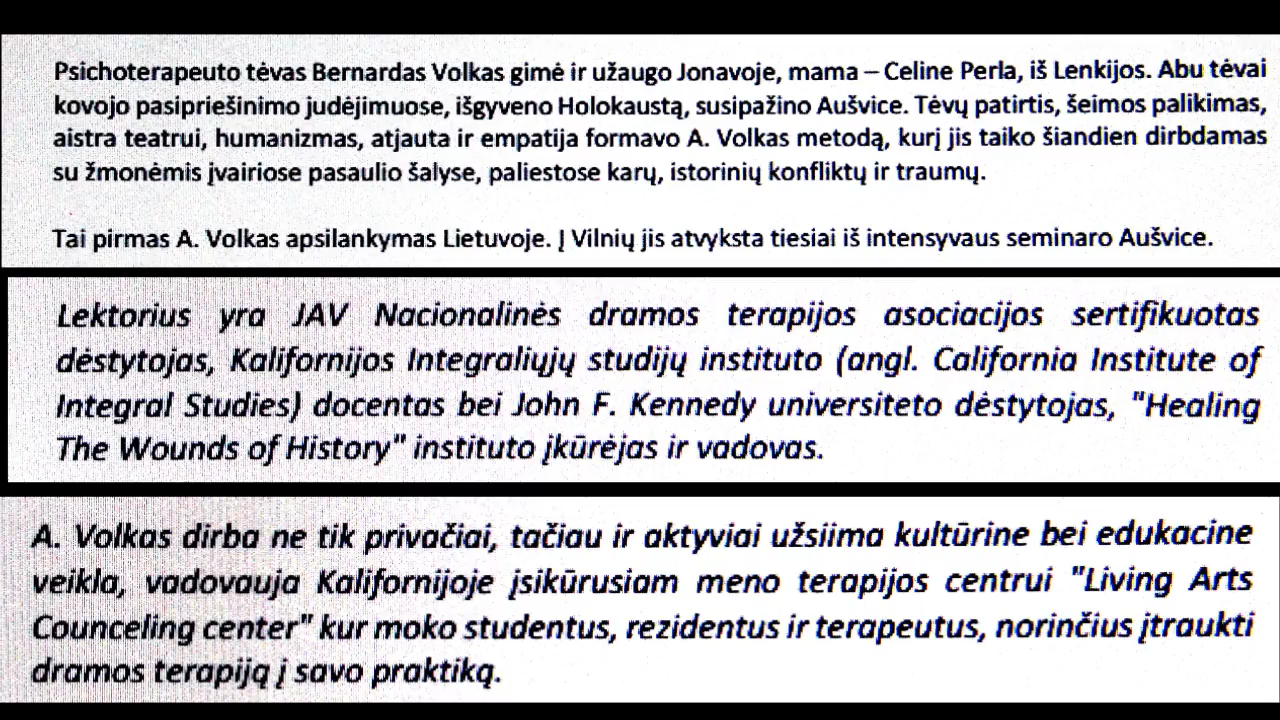 Psichoterapeuto tėvas Bernardas Volkas gimė ir užaugo Jonavoje, mama – Celine Perla, iš Lenkijos. Abu tėvai
kovojo pasipriešinimo judėjimuose, išgyveno Holokaustą, susipažino Aušvice. Tėvų patirtis, šeimos palikimas,
aistra teatrui, humanizmas, atjauta ir empatija formavo A. Volkas metodą, kurį jis taiko šiandien dirbdamas
su žmonėmis įvairiose pasaulio šalyse, paliestose karų, istorinių konfliktų ir traumų.
Tai pirmas A. Volkas apsilankymas Lietuvoje. Į Vilnių jis atvyksta tiesiai iš intensyvaus seminaro Aušvice.
Lektorius yra JAV Nacionalinės dramos terapijos asociacijos sertifikuotas
dėstytojas, Kalifornijos Integraliųjų studijų instituto (angl. California Institute of
Integral Studies) docentas bei John F. Kennedy universiteto dėstytojas, "Healing
The Wounds of History" instituto įkūrėjas ir vadovas.
A. Volkas dirba ne tik privačiai, tačiau ir aktyviai užsiima kultūrine bei edukacine
veikla, vadovauja Kalifornijoje įsikūrusiam meno terapijos centrui "Living Arts
Counceling center" kur moko studentus, rezidentus ir terapeutus, norinčius įtraukti
dramos terapiją į savo praktiką.